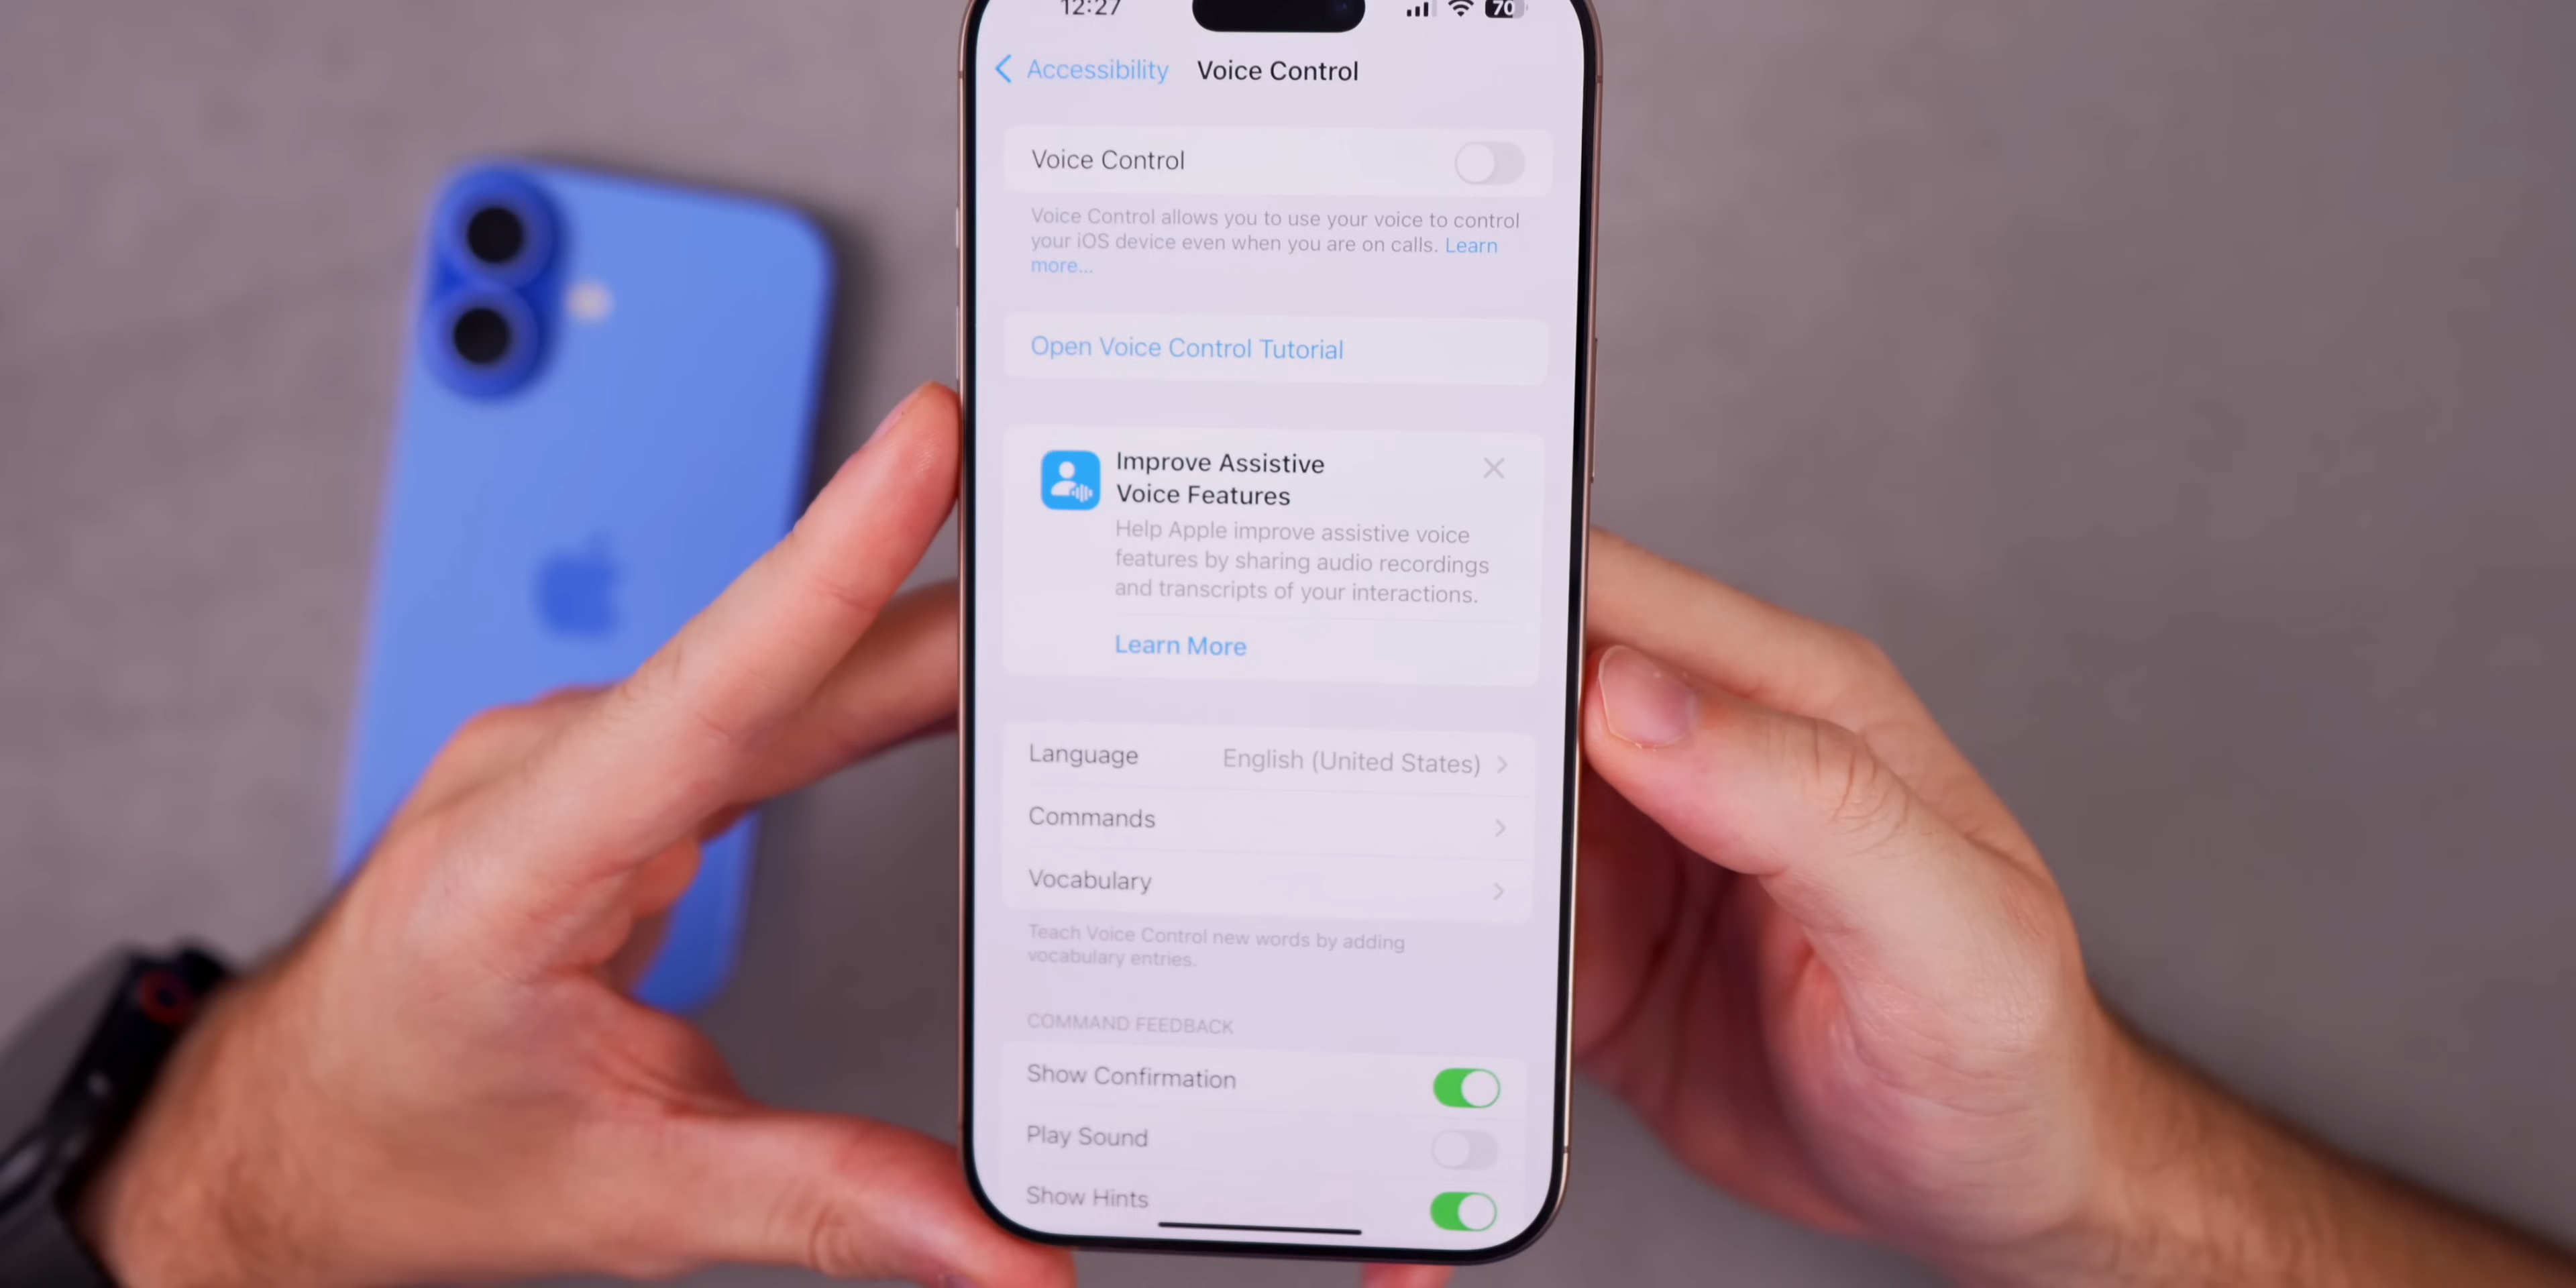 12:27
70
Accessibility
Voice Control
Voice Control
Voice Control allows you to use your voice to control
your iOS device even when you are on calls. Learn
more...
Open Voice Control Tutorial
Improve Assistive
Voice Features
Help Apple improve assistive voice
features by sharing audio recordings
and transcripts of your interactions.
Learn More
Language English (United States)
Commands
Vocabulary
Teach Voice Control new words by adding
vocabulary entries.
COMMAND FEEDBACK
Show Confirmation
Play Sound
Show Hints